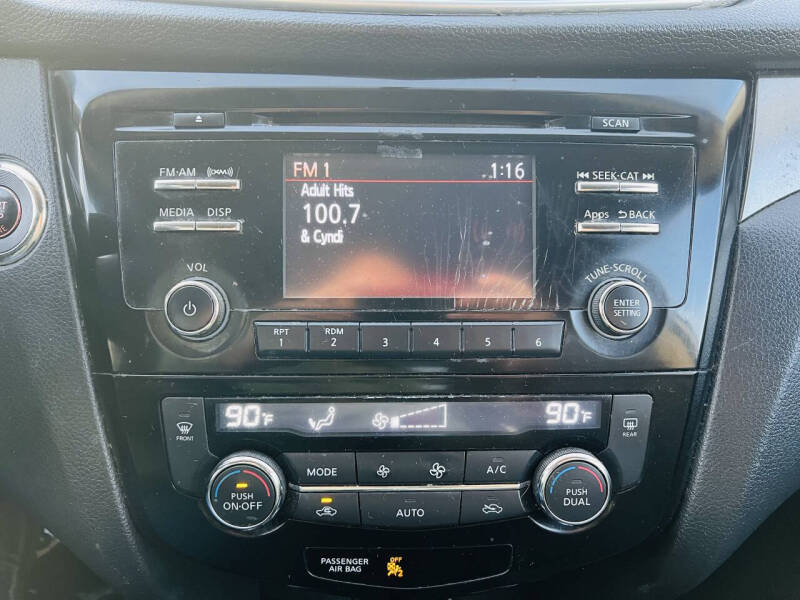 SCAN
FM·AM ((XM))
FM 1 1:16
SEEK·CAT
Adult Hits
MEDIA DISP
100.7
Apps BACK
& Cyndi
VOL
TUNE·SCROLL
ENTER
SETTING
RPT 1 RDM 2 3 4 5 6
90°F 90°F
FRONT
REAR
MODE A/C
PUSH
ON·OFF
PUSH
DUAL
AUTO
PASSENGER
AIR BAG
OFF
2